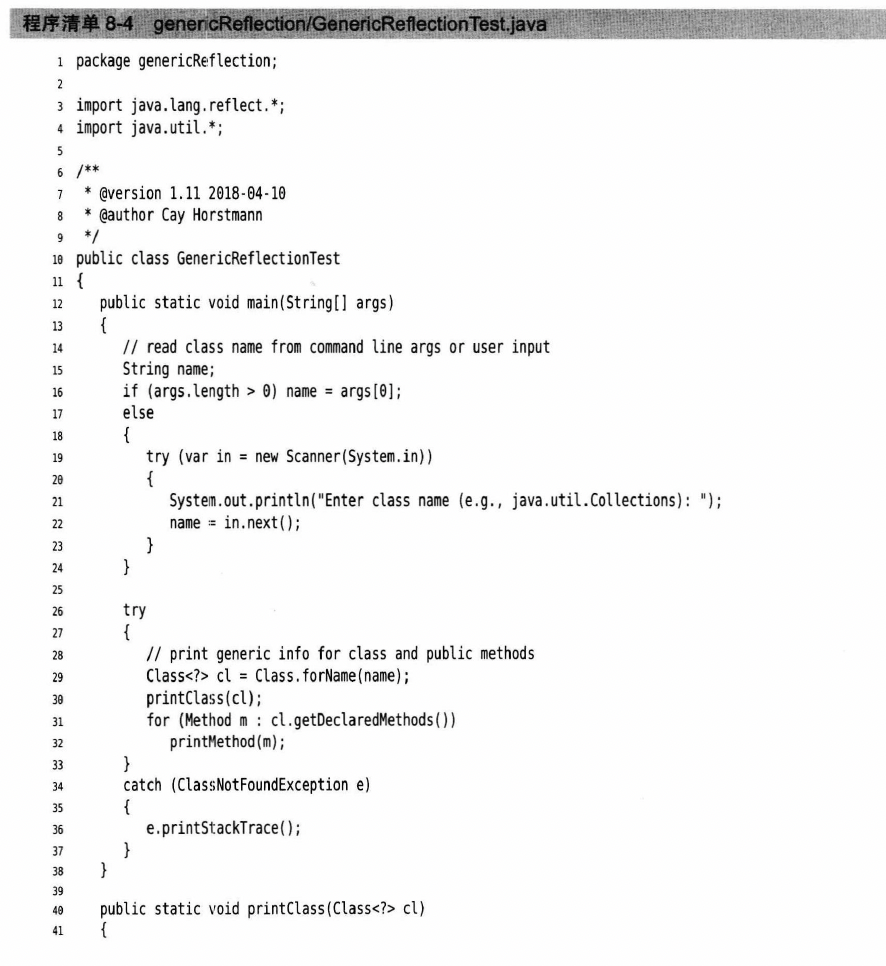 程序清单 8-4 genericReflection/GenericReflectionTest.java
1 package genericReflection;
2
3 import java.lang.reflect.*;
4 import java.util.*;
5
6 /**
7  * @version 1.11 2018-04-10
8  * @author Cay Horstmann
9  */
10 public class GenericReflectionTest
11 {
12    public static void main(String[] args)
13    {
14       // read class name from command line args or user input
15       String name;
16       if (args.length > 0) name = args[0];
17       else
18       {
19          try (var in = new Scanner(System.in))
20          {
21             System.out.println("Enter class name (e.g., java.util.Collections): ");
22             name = in.next();
23          }
24       }
25
26       try
27       {
28          // print generic info for class and public methods
29          Class<?> cl = Class.forName(name);
30          printClass(cl);
31          for (Method m : cl.getDeclaredMethods())
32             printMethod(m);
33       }
34       catch (ClassNotFoundException e)
35       {
36          e.printStackTrace();
37       }
38    }
39
40    public static void printClass(Class<?> cl)
41    {